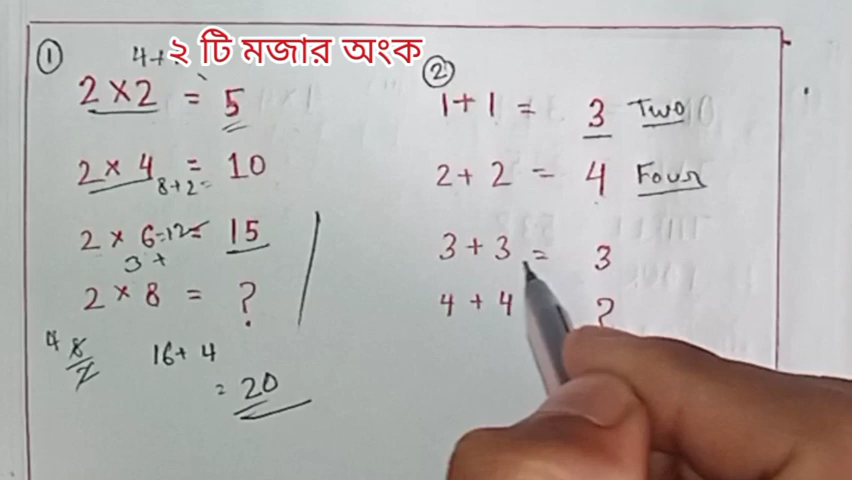 ২ টি মজার অংক
①
4+
2 × 2 = 5
2 × 4 = 10
8+2=
2 × 6=12= 15
3 +
2 × 8 = ?
4 8/2
16+ 4
= 20
②
1+ 1 = 3 Two
2 + 2 = 4 Four
3 + 3 = 3
4 + 4 ?